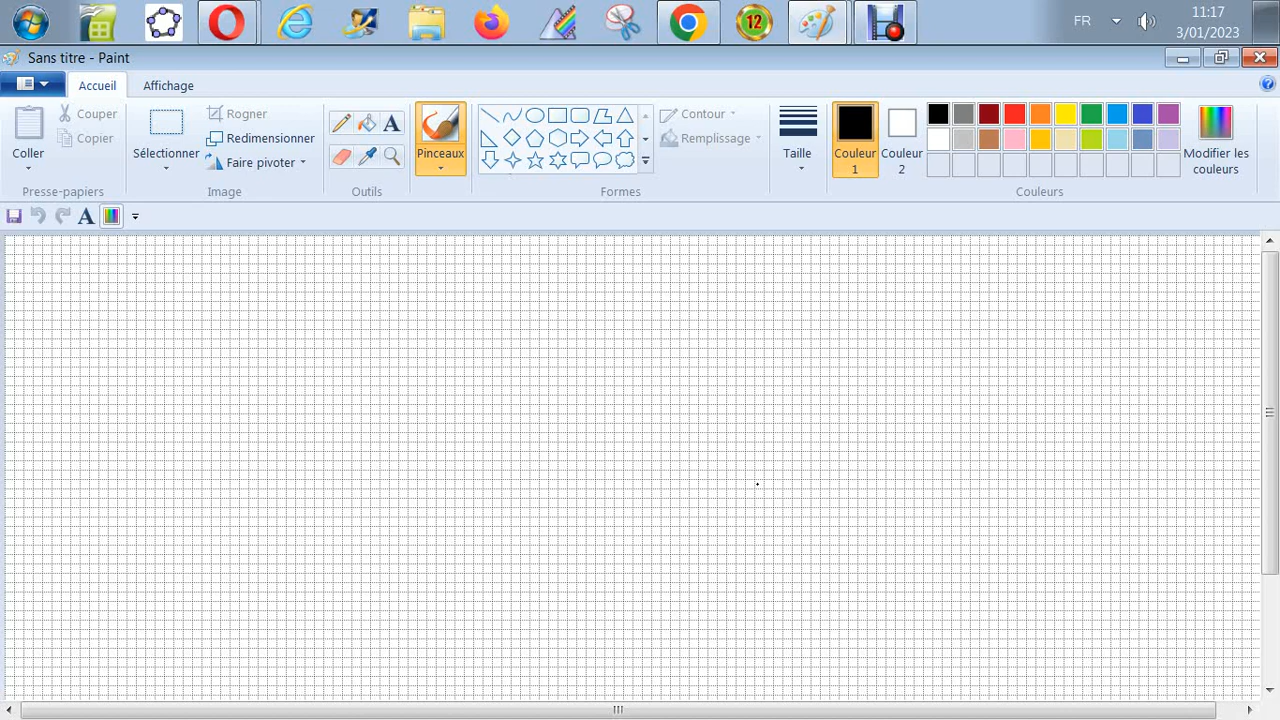 12
FR
11:17
3/01/2023
Sans titre - Paint
Accueil
Affichage
Coller
Couper
Copier
Presse-papiers
Sélectionner
Rogner
Redimensionner
Faire pivoter
Image
A
Outils
Pinceaux
Contour
Remplissage
Formes
Taille
Couleur
1
Couleur
2
Modifier les
couleurs
Couleurs
A